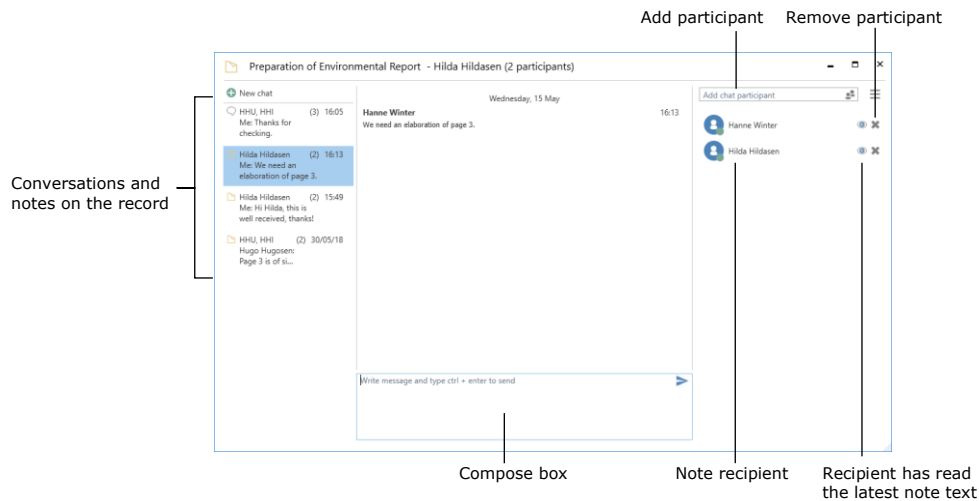 Add participant
Remove participant
Preparation of Environmental Report - Hilda Hildasen (2 participants)
New chat
HHU, HHI (3) 16:05
Me: Thanks for
checking.
Hilda Hildasen (2) 16:13
Me: We need an
elaboration of page 3.
Hilda Hildasen (2) 15:49
Me: Hi Hilda, this is
well received, thanks!
HHU, HHI (2) 30/05/18
Hugo Hugosen:
Page 3 is of si...
Conversations and
notes on the record
Wednesday, 15 May
Hanne Winter 16:13
We need an elaboration of page 3.
Write message and type ctrl + enter to send
Add chat participant
Hanne Winter
Hilda Hildasen
Compose box
Note recipient
Recipient has read
the latest note text